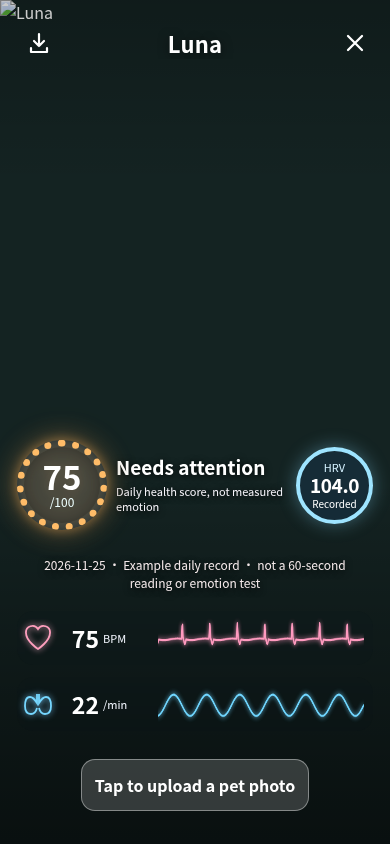 Luna
Luna
75
/100
Needs attention
Daily health score, not measured
emotion
HRV
104.0
Recorded
2026-11-25 • Example daily record • not a 60-second
reading or emotion test
75 BPM
22 /min
Tap to upload a pet photo